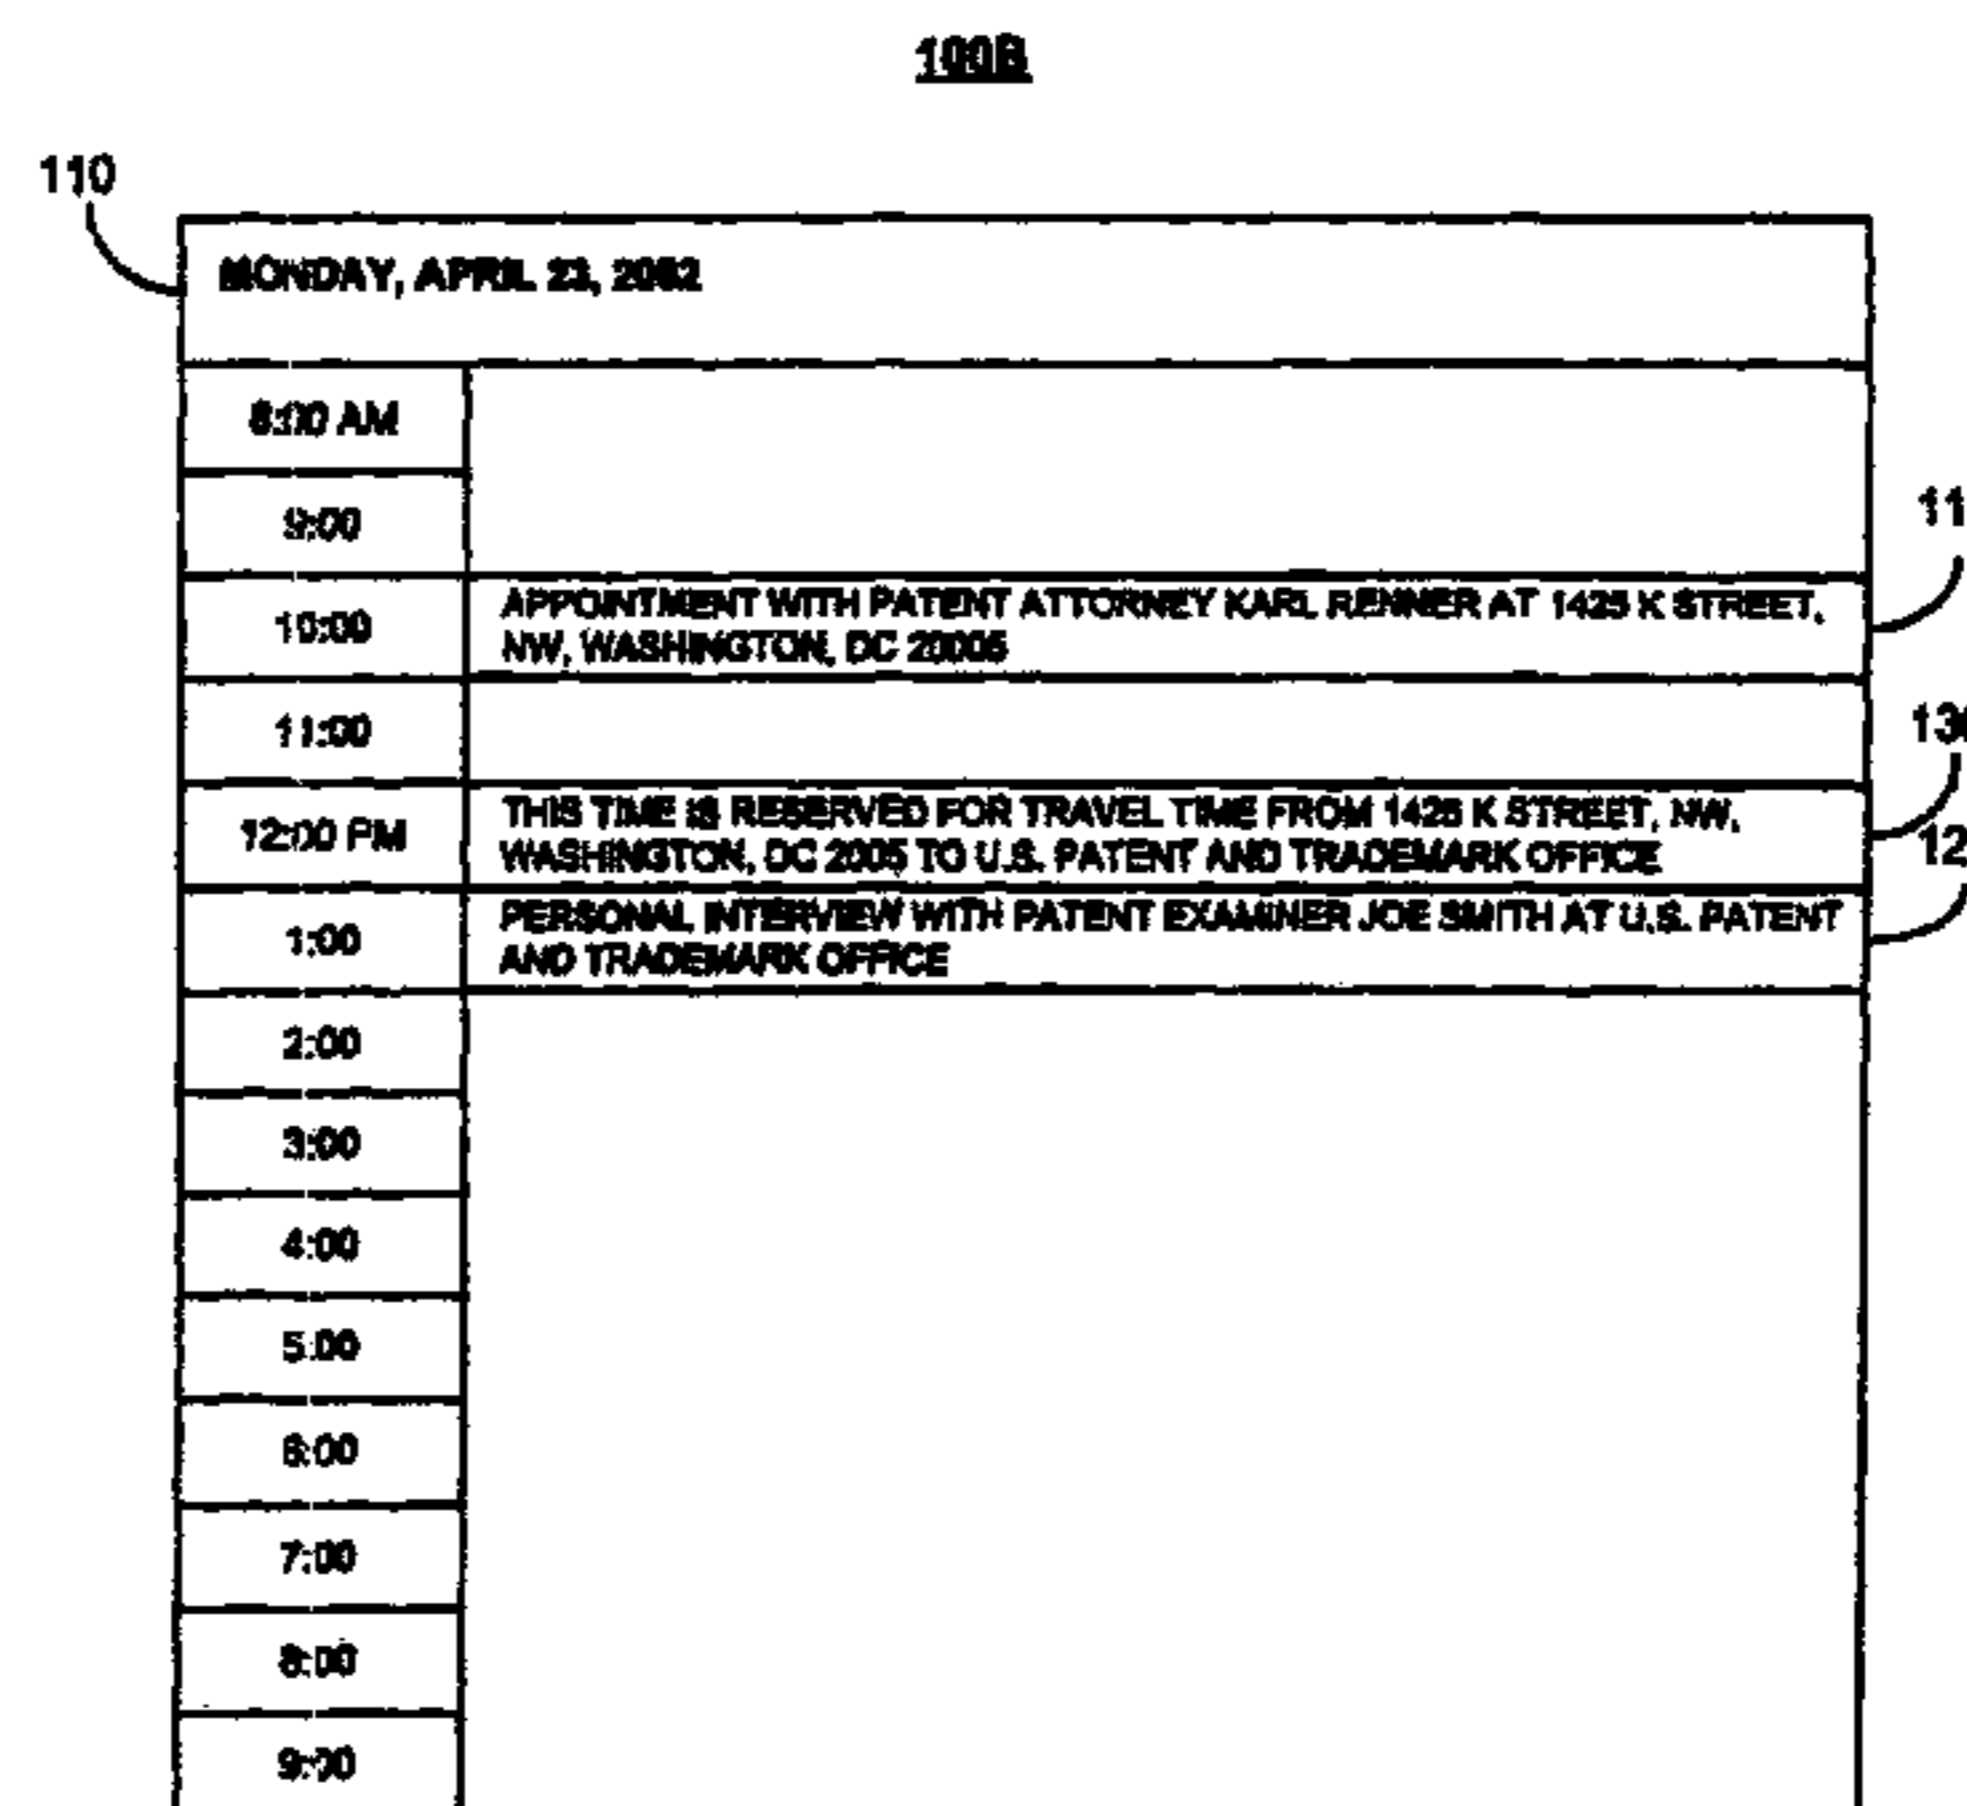 100B
110
MONDAY, APRIL 23, 2002
8:00 AM
9:00
11
10:00
APPOINTMENT WITH PATENT ATTORNEY KARL RENNER AT 1425 K STREET,
NW, WASHINGTON, DC 20005
11:00
130
12:00 PM
THIS TIME IS RESERVED FOR TRAVEL TIME FROM 1425 K STREET, NW,
WASHINGTON, DC 2005 TO U.S. PATENT AND TRADEMARK OFFICE
12
1:00
PERSONAL INTERVIEW WITH PATENT EXAMINER JOE SMITH AT U.S. PATENT
AND TRADEMARK OFFICE
2:00
3:00
4:00
5:00
6:00
7:00
8:00
9:00